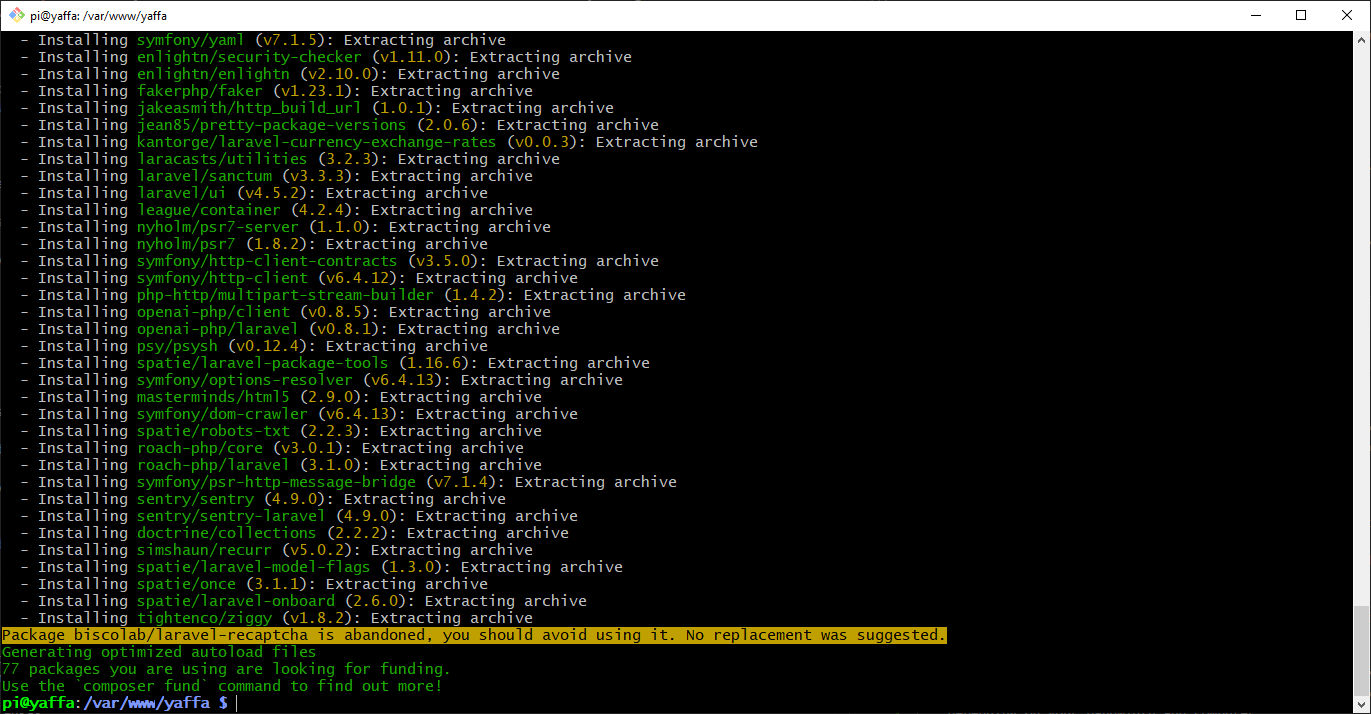 pi@yaffa: /var/www/yaffa
- Installing symfony/yaml (v7.1.5): Extracting archive
- Installing enlightn/security-checker (v1.11.0): Extracting archive
- Installing enlightn/enlightn (v2.10.0): Extracting archive
- Installing fakerphp/faker (v1.23.1): Extracting archive
- Installing jakeasmith/http_build_url (1.0.1): Extracting archive
- Installing jean85/pretty-package-versions (2.0.6): Extracting archive
- Installing kantorge/laravel-currency-exchange-rates (v0.0.3): Extracting archive
- Installing laracasts/utilities (3.2.3): Extracting archive
- Installing laravel/sanctum (v3.3.3): Extracting archive
- Installing laravel/ui (v4.5.2): Extracting archive
- Installing league/container (4.2.4): Extracting archive
- Installing nyholm/psr7-server (1.1.0): Extracting archive
- Installing nyholm/psr7 (1.8.2): Extracting archive
- Installing symfony/http-client-contracts (v3.5.0): Extracting archive
- Installing symfony/http-client (v6.4.12): Extracting archive
- Installing php-http/multipart-stream-builder (1.4.2): Extracting archive
- Installing openai-php/client (v0.8.5): Extracting archive
- Installing openai-php/laravel (v0.8.1): Extracting archive
- Installing psy/psysh (v0.12.4): Extracting archive
- Installing spatie/laravel-package-tools (1.16.6): Extracting archive
- Installing symfony/options-resolver (v6.4.13): Extracting archive
- Installing masterminds/html5 (2.9.0): Extracting archive
- Installing symfony/dom-crawler (v6.4.13): Extracting archive
- Installing spatie/robots-txt (2.2.3): Extracting archive
- Installing roach-php/core (v3.0.1): Extracting archive
- Installing roach-php/laravel (3.1.0): Extracting archive
- Installing symfony/psr-http-message-bridge (v7.1.4): Extracting archive
- Installing sentry/sentry (4.9.0): Extracting archive
- Installing sentry/sentry-laravel (4.9.0): Extracting archive
- Installing doctrine/collections (2.2.2): Extracting archive
- Installing simshaun/recurr (v5.0.2): Extracting archive
- Installing spatie/laravel-model-flags (1.3.0): Extracting archive
- Installing spatie/once (3.1.1): Extracting archive
- Installing spatie/laravel-onboard (2.6.0): Extracting archive
- Installing tightenco/ziggy (v1.8.2): Extracting archive
Package biscolab/laravel-recaptcha is abandoned, you should avoid using it. No replacement was suggested.
Generating optimized autoload files
77 packages you are using are looking for funding.
Use the `composer fund` command to find out more!
pi@yaffa:/var/www/yaffa $